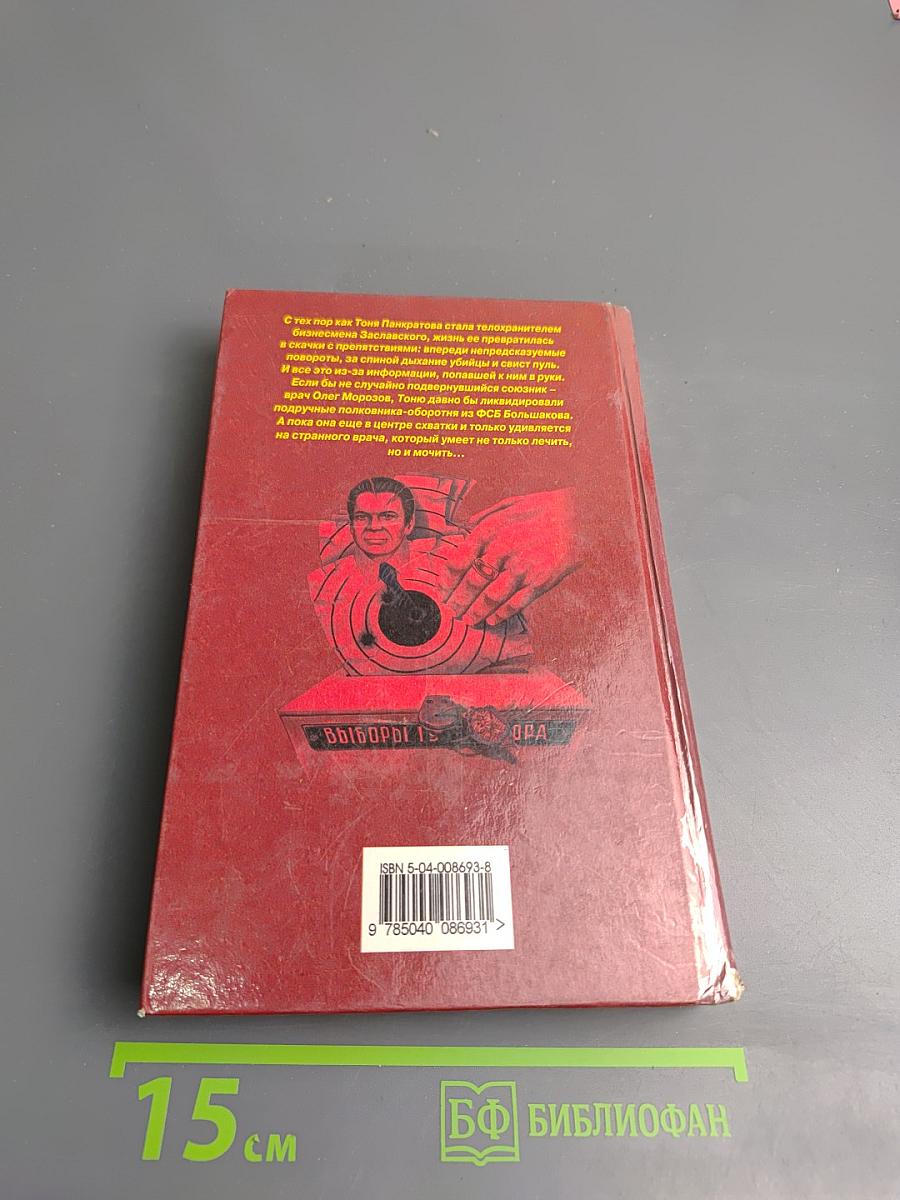 С тех пор как Тоня Панкратова стала телохранителем
бизнесмена Заславского, жизнь ее превратилась
в скачки с препятствиями: впереди непредсказуемые
повороты, за спиной дыхание убийцы и свист пуль.
И все это из-за информации, попавшей к ним в руки.
Если бы не случайно подвернувшийся союзник –
врач Олег Морозов, Тоню давно бы ликвидировали
подручные полковника-оборотня из ФСБ Большакова.
А пока она еще в центре схватки и только удивляется
на странного врача, который умеет не только лечить,
но и мочить...
ВЫБОРЫ ГУ ОРА
ISBN 5-04-008693-8
9 785040 086931 >
15 см
БФ БИБЛИОФАН